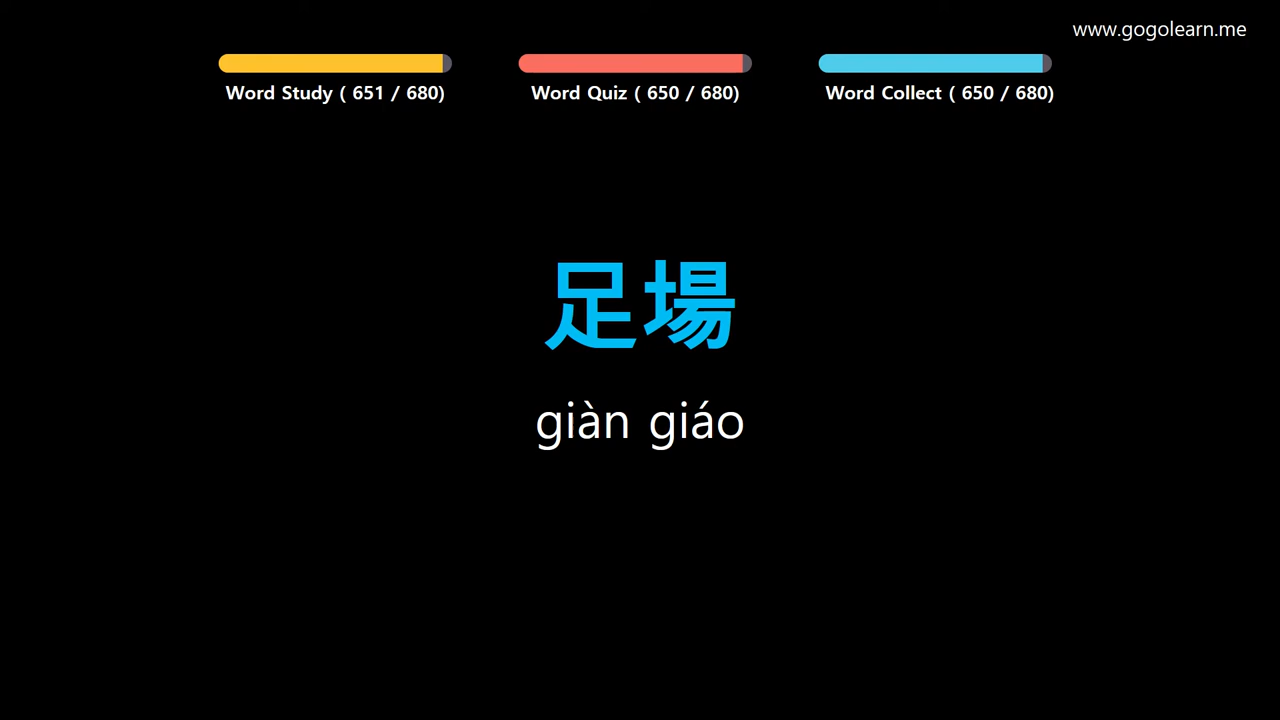 www.gogolearn.me
Word Study ( 651 / 680)
Word Quiz ( 650 / 680)
Word Collect ( 650 / 680)
足場
giàn giáo